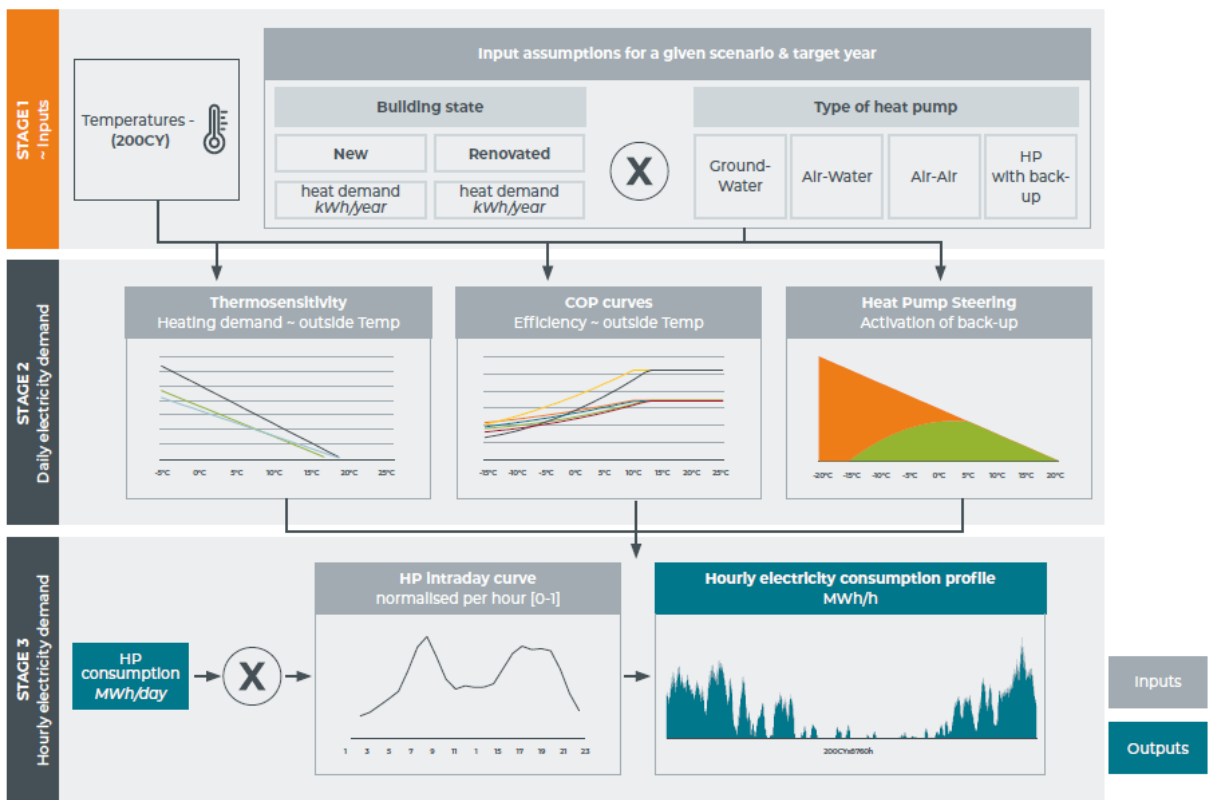 STAGE 1
~ Inputs
Temperatures -
(200CY)
Input assumptions for a given scenario & target year
Building state
New
Renovated
heat demand
kWh/year
heat demand
kWh/year
X
Type of heat pump
Ground-
Water
Air-Water
Air-Air
HP
with back-
up
STAGE 2
Daily electricity demand
Thermosensitivity
Heating demand ~ outside Temp
-5°C 0°C 5°C 10°C 15°C 20°C 25°C
COP curves
Efficiency ~ outside Temp
-15°C -10°C -5°C 0°C 5°C 10°C 15°C 20°C 25°C
Heat Pump Steering
Activation of back-up
-20°C -15°C -10°C -5°C 0°C 5°C 10°C 15°C 20°C
STAGE 3
Hourly electricity demand
HP
consumption
MWh/day
X
HP intraday curve
normalised per hour [0-1]
1 3 5 7 9 11 1 15 17 19 21 23
Hourly electricity consumption profile
MWh/h
200CYx8760h
Inputs
Outputs